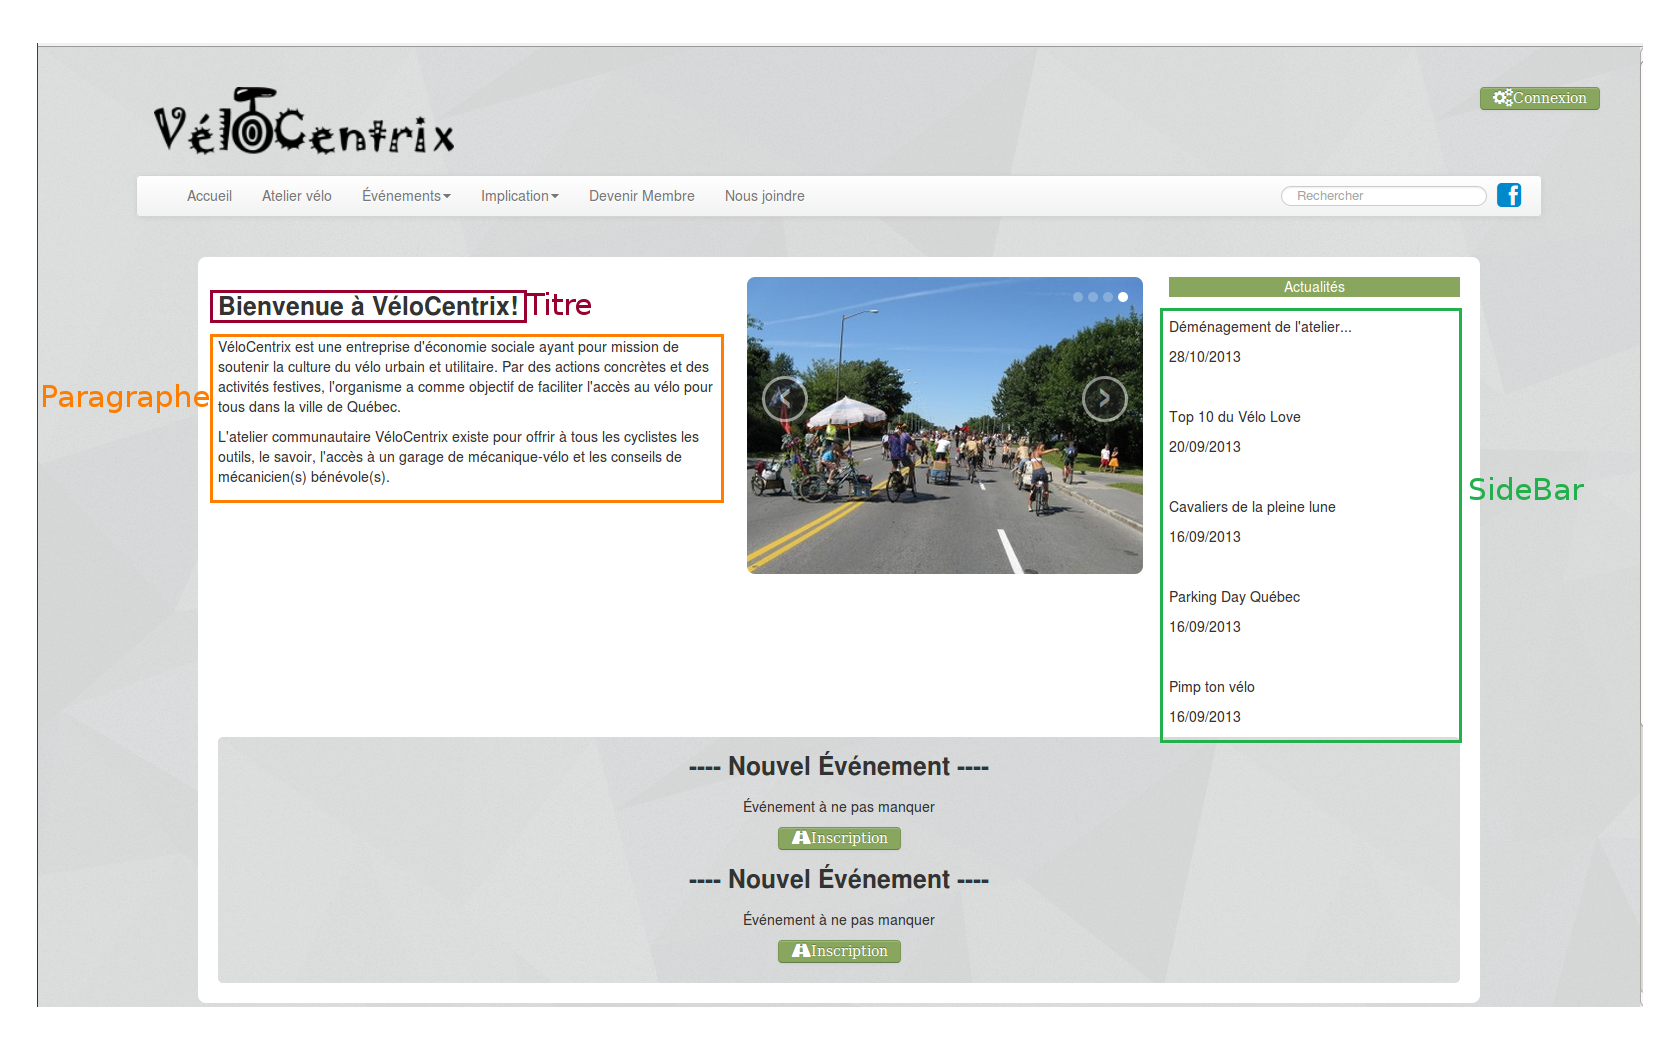 VéloCentrix
Connexion
Accueil Atelier vélo Événements Implication Devenir Membre Nous joindre Rechercher
Bienvenue à VéloCentrix!
Titre
Paragraphe
VéloCentrix est une entreprise d'économie sociale ayant pour mission de
soutenir la culture du vélo urbain et utilitaire. Par des actions concrètes et des
activités festives, l'organisme a comme objectif de faciliter l'accès au vélo pour
tous dans la ville de Québec.
L'atelier communautaire VéloCentrix existe pour offrir à tous les cyclistes les
outils, le savoir, l'accès à un garage de mécanique-vélo et les conseils de
mécanicien(s) bénévole(s).
Actualités
Déménagement de l'atelier...
28/10/2013
Top 10 du Vélo Love
20/09/2013
Cavaliers de la pleine lune
16/09/2013
Parking Day Québec
16/09/2013
Pimp ton vélo
16/09/2013
SideBar
---- Nouvel Événement ----
Événement à ne pas manquer
Inscription
---- Nouvel Événement ----
Événement à ne pas manquer
Inscription